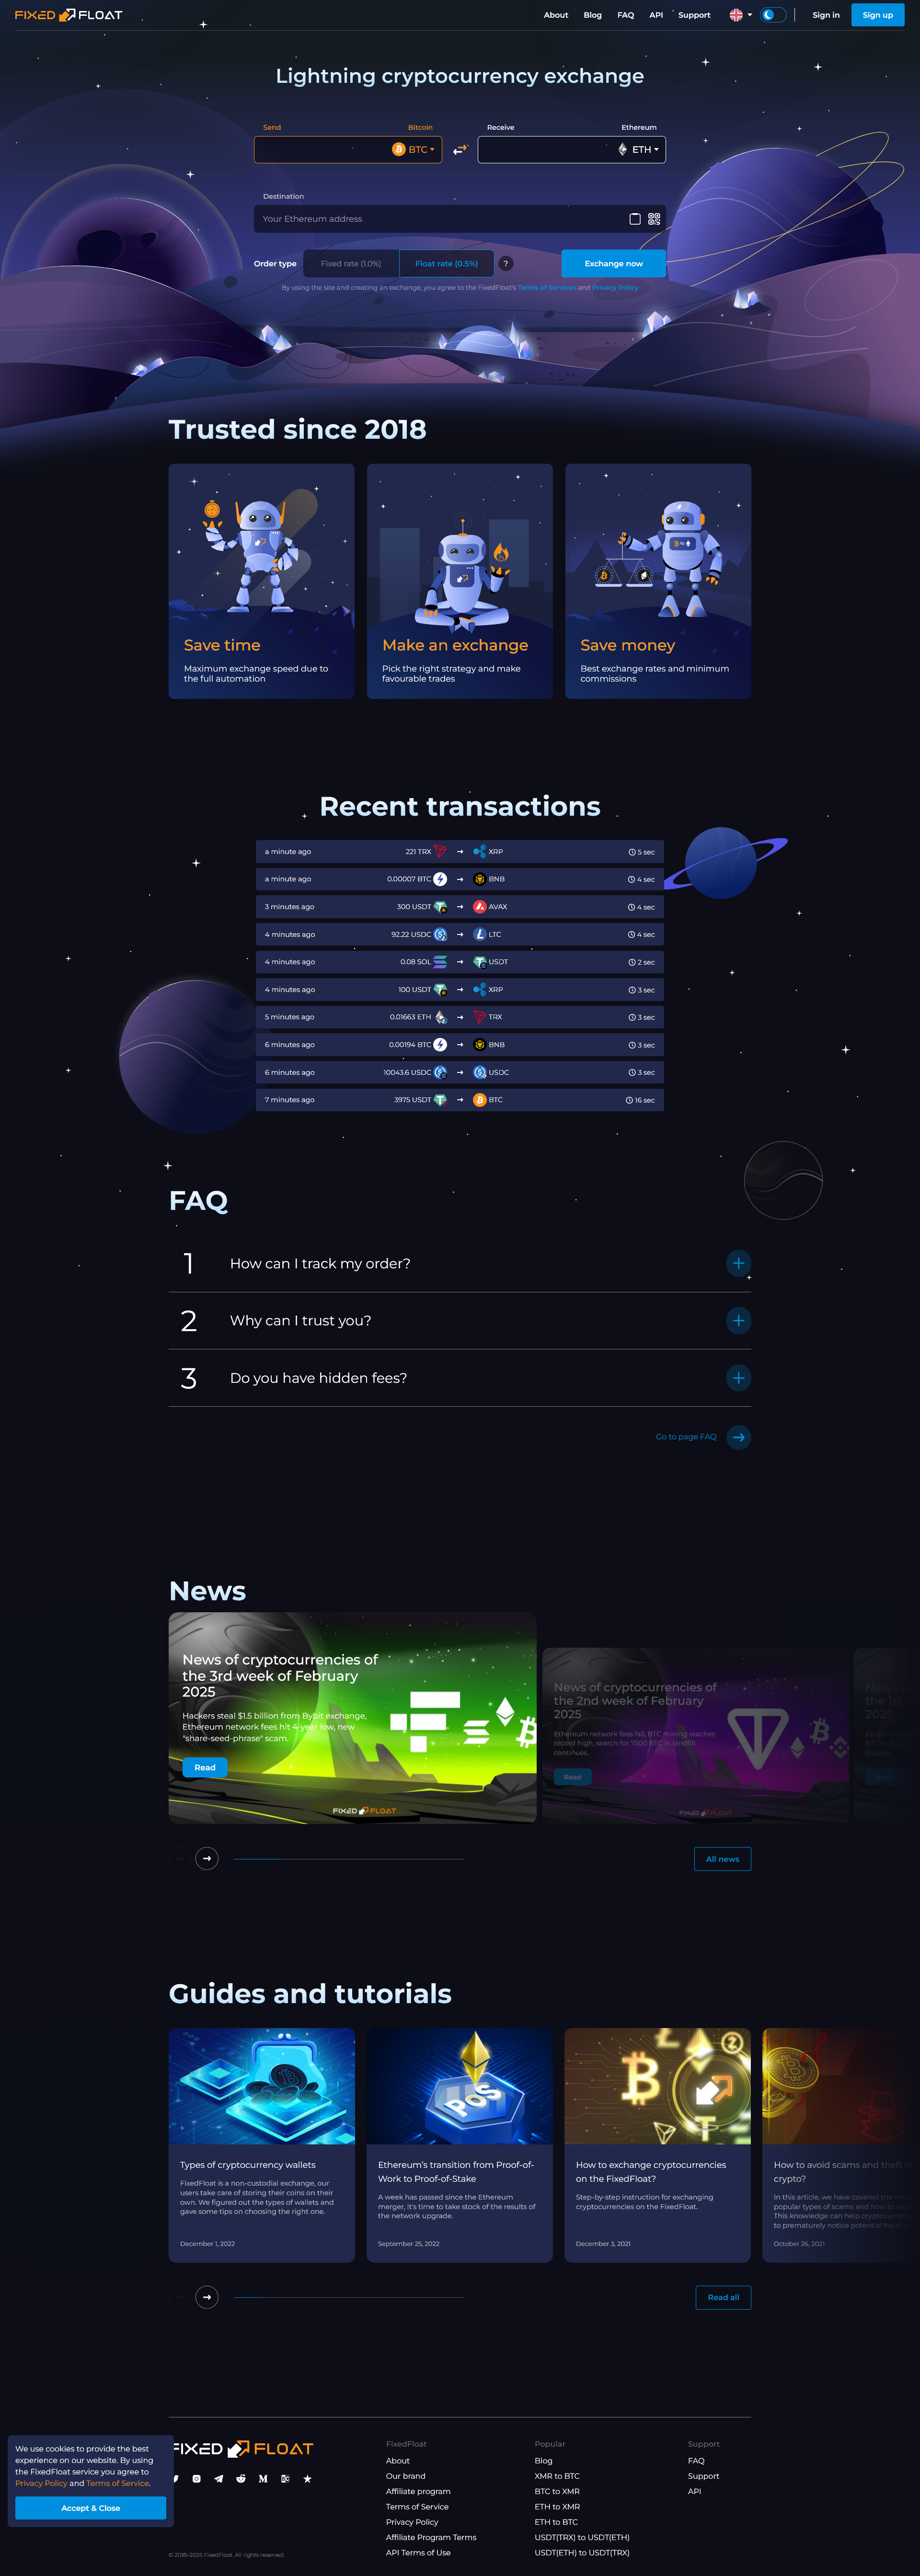 FIXED FLOAT
About Blog FAQ API Support Sign in Sign up
Lightning cryptocurrency exchange
Send Bitcoin Receive Ethereum
BTC ETH
Destination
Your Ethereum address
Order type Fixed rate (1.0%) Float rate (0.5%) ? Exchange now
By using the site and creating an exchange, you agree to the FixedFloat's Terms of Services and Privacy Policy
Trusted since 2018
Save time
Maximum exchange speed due to
the full automation
Make an exchange
Pick the right strategy and make
favourable trades
Save money
Best exchange rates and minimum
commissions
Recent transactions
a minute ago 221 TRX XRP 5 sec
a minute ago 0.00007 BTC BNB 4 sec
3 minutes ago 300 USDT AVAX 4 sec
4 minutes ago 92.22 USDC LTC 4 sec
4 minutes ago 0.08 SOL USDT 2 sec
4 minutes ago 100 USDT XRP 3 sec
5 minutes ago 0.01663 ETH TRX 3 sec
6 minutes ago 0.00194 BTC BNB 3 sec
6 minutes ago 10043.6 USDC USDC 3 sec
7 minutes ago 3975 USDT BTC 16 sec
FAQ
1 How can I track my order?
2 Why can I trust you?
3 Do you have hidden fees?
Go to page FAQ
News
News of cryptocurrencies of
the 3rd week of February
2025
Hackers steal $1.5 billion from Bybit exchange,
Ethereum network fees hit 4-year low, new
"share-seed-phrase" scam.
Read
FIXED FLOAT
News of cryptocurrencies of
the 2nd week of February
2025
Ethereum network fees fall, BTC mining reaches
record high, search for 7500 BTC in landfill
continues.
Read
FIXED FLOAT
2025
All news
Guides and tutorials
PoS
Types of cryptocurrency wallets
FixedFloat is a non-custodial exchange, our
users take care of storing their coins on their
own. We figured out the types of wallets and
gave some tips on choosing the right one.
December 1, 2022
Ethereum's transition from Proof-of-
Work to Proof-of-Stake
A week has passed since the Ethereum
merger, it's time to take stock of the results of
the network upgrade.
September 25, 2022
How to exchange cryptocurrencies
on the FixedFloat?
Step-by-step instruction for exchanging
cryptocurrencies on the FixedFloat.
December 3, 2021
How to avoid scams and theft
crypto?
In this article, we have covered the
popular types of scams and how to
This knowledge can help
to prematurely notice potential
October 26, 2021
Read all
FIXED FLOAT
© 2018–2025 FixedFloat. All rights reserved.
FixedFloat
About
Our brand
Affiliate program
Terms of Service
Privacy Policy
Affiliate Program Terms
API Terms of Use
Popular
Blog
XMR to BTC
BTC to XMR
ETH to XMR
ETH to BTC
USDT(TRX) to USDT(ETH)
USDT(ETH) to USDT(TRX)
Support
FAQ
Support
API
We use cookies to provide the best
experience on our website. By using
the FixedFloat service you agree to
Privacy Policy and Terms of Service.
Accept & Close